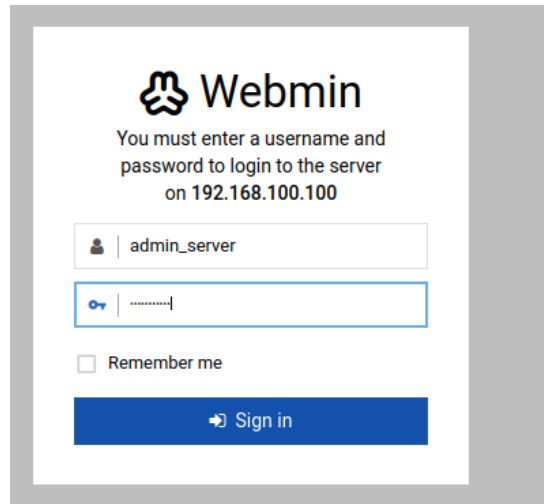 Webmin
You must enter a username and
password to login to the server
on 192.168.100.100
admin_server
Remember me
Sign in